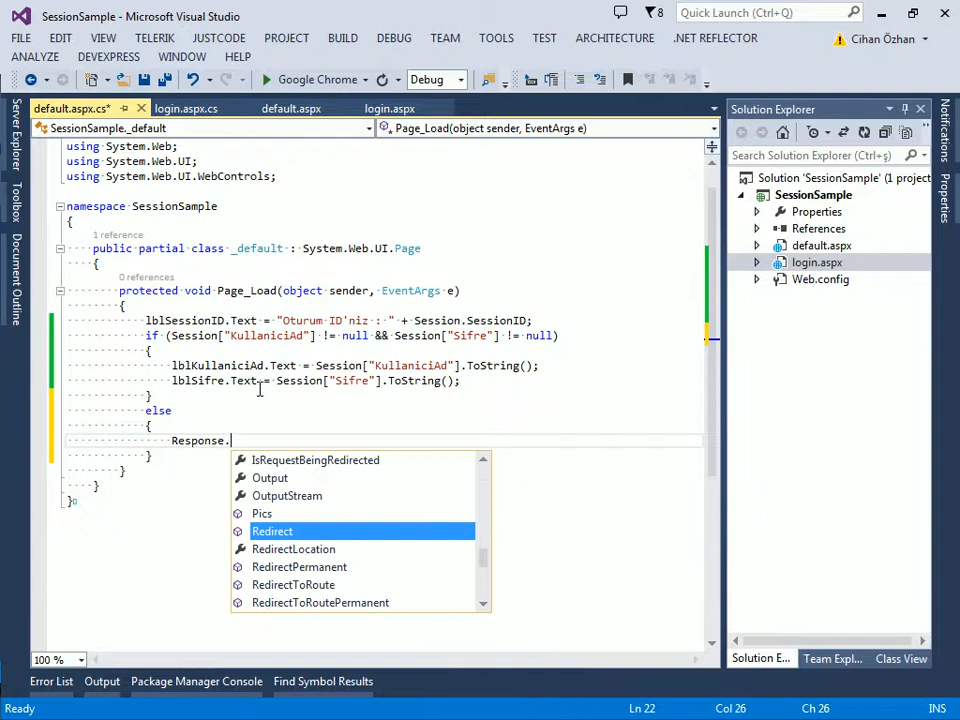 SessionSample - Microsoft Visual Studio
8
Quick Launch (Ctrl+Q)
FILE EDIT VIEW TELERIK JUSTCODE PROJECT BUILD DEBUG TEAM TOOLS TEST ARCHITECTURE .NET REFLECTOR
Cihan Özhan
ANALYZE DEVEXPRESS WINDOW HELP
Google Chrome
Debug
default.aspx.cs* login.aspx.cs default.aspx login.aspx
SessionSample._default
Page_Load(object sender, EventArgs e)
using System.Web;
using System.Web.UI;
using System.Web.UI.WebControls;
namespace SessionSample
{
1 reference
public partial class _default : System.Web.UI.Page
{
0 references
protected void Page_Load(object sender, EventArgs e)
{
lblSessionID.Text = "Oturum ID'niz : " + Session.SessionID;
if (Session["KullaniciAd"] != null && Session["Sifre"] != null)
{
lblKullaniciAd.Text = Session["KullaniciAd"].ToString();
lblSifre.Text = Session["Sifre"].ToString();
}
else
{
Response.
}
}
}
}
IsRequestBeingRedirected
Output
OutputStream
Pics
Redirect
RedirectLocation
RedirectPermanent
RedirectToRoute
RedirectToRoutePermanent
100 %
Server Explorer
Toolbox
Document Outline
Solution Explorer
Search Solution Explorer (Ctrl+ş)
Solution 'SessionSample' (1 project
SessionSample
Properties
References
default.aspx
login.aspx
Web.config
Solution E... Team Expl... Class View
Notifications
Properties
Error List Output Package Manager Console Find Symbol Results
Ready
Ln 22 Col 26 Ch 26 INS